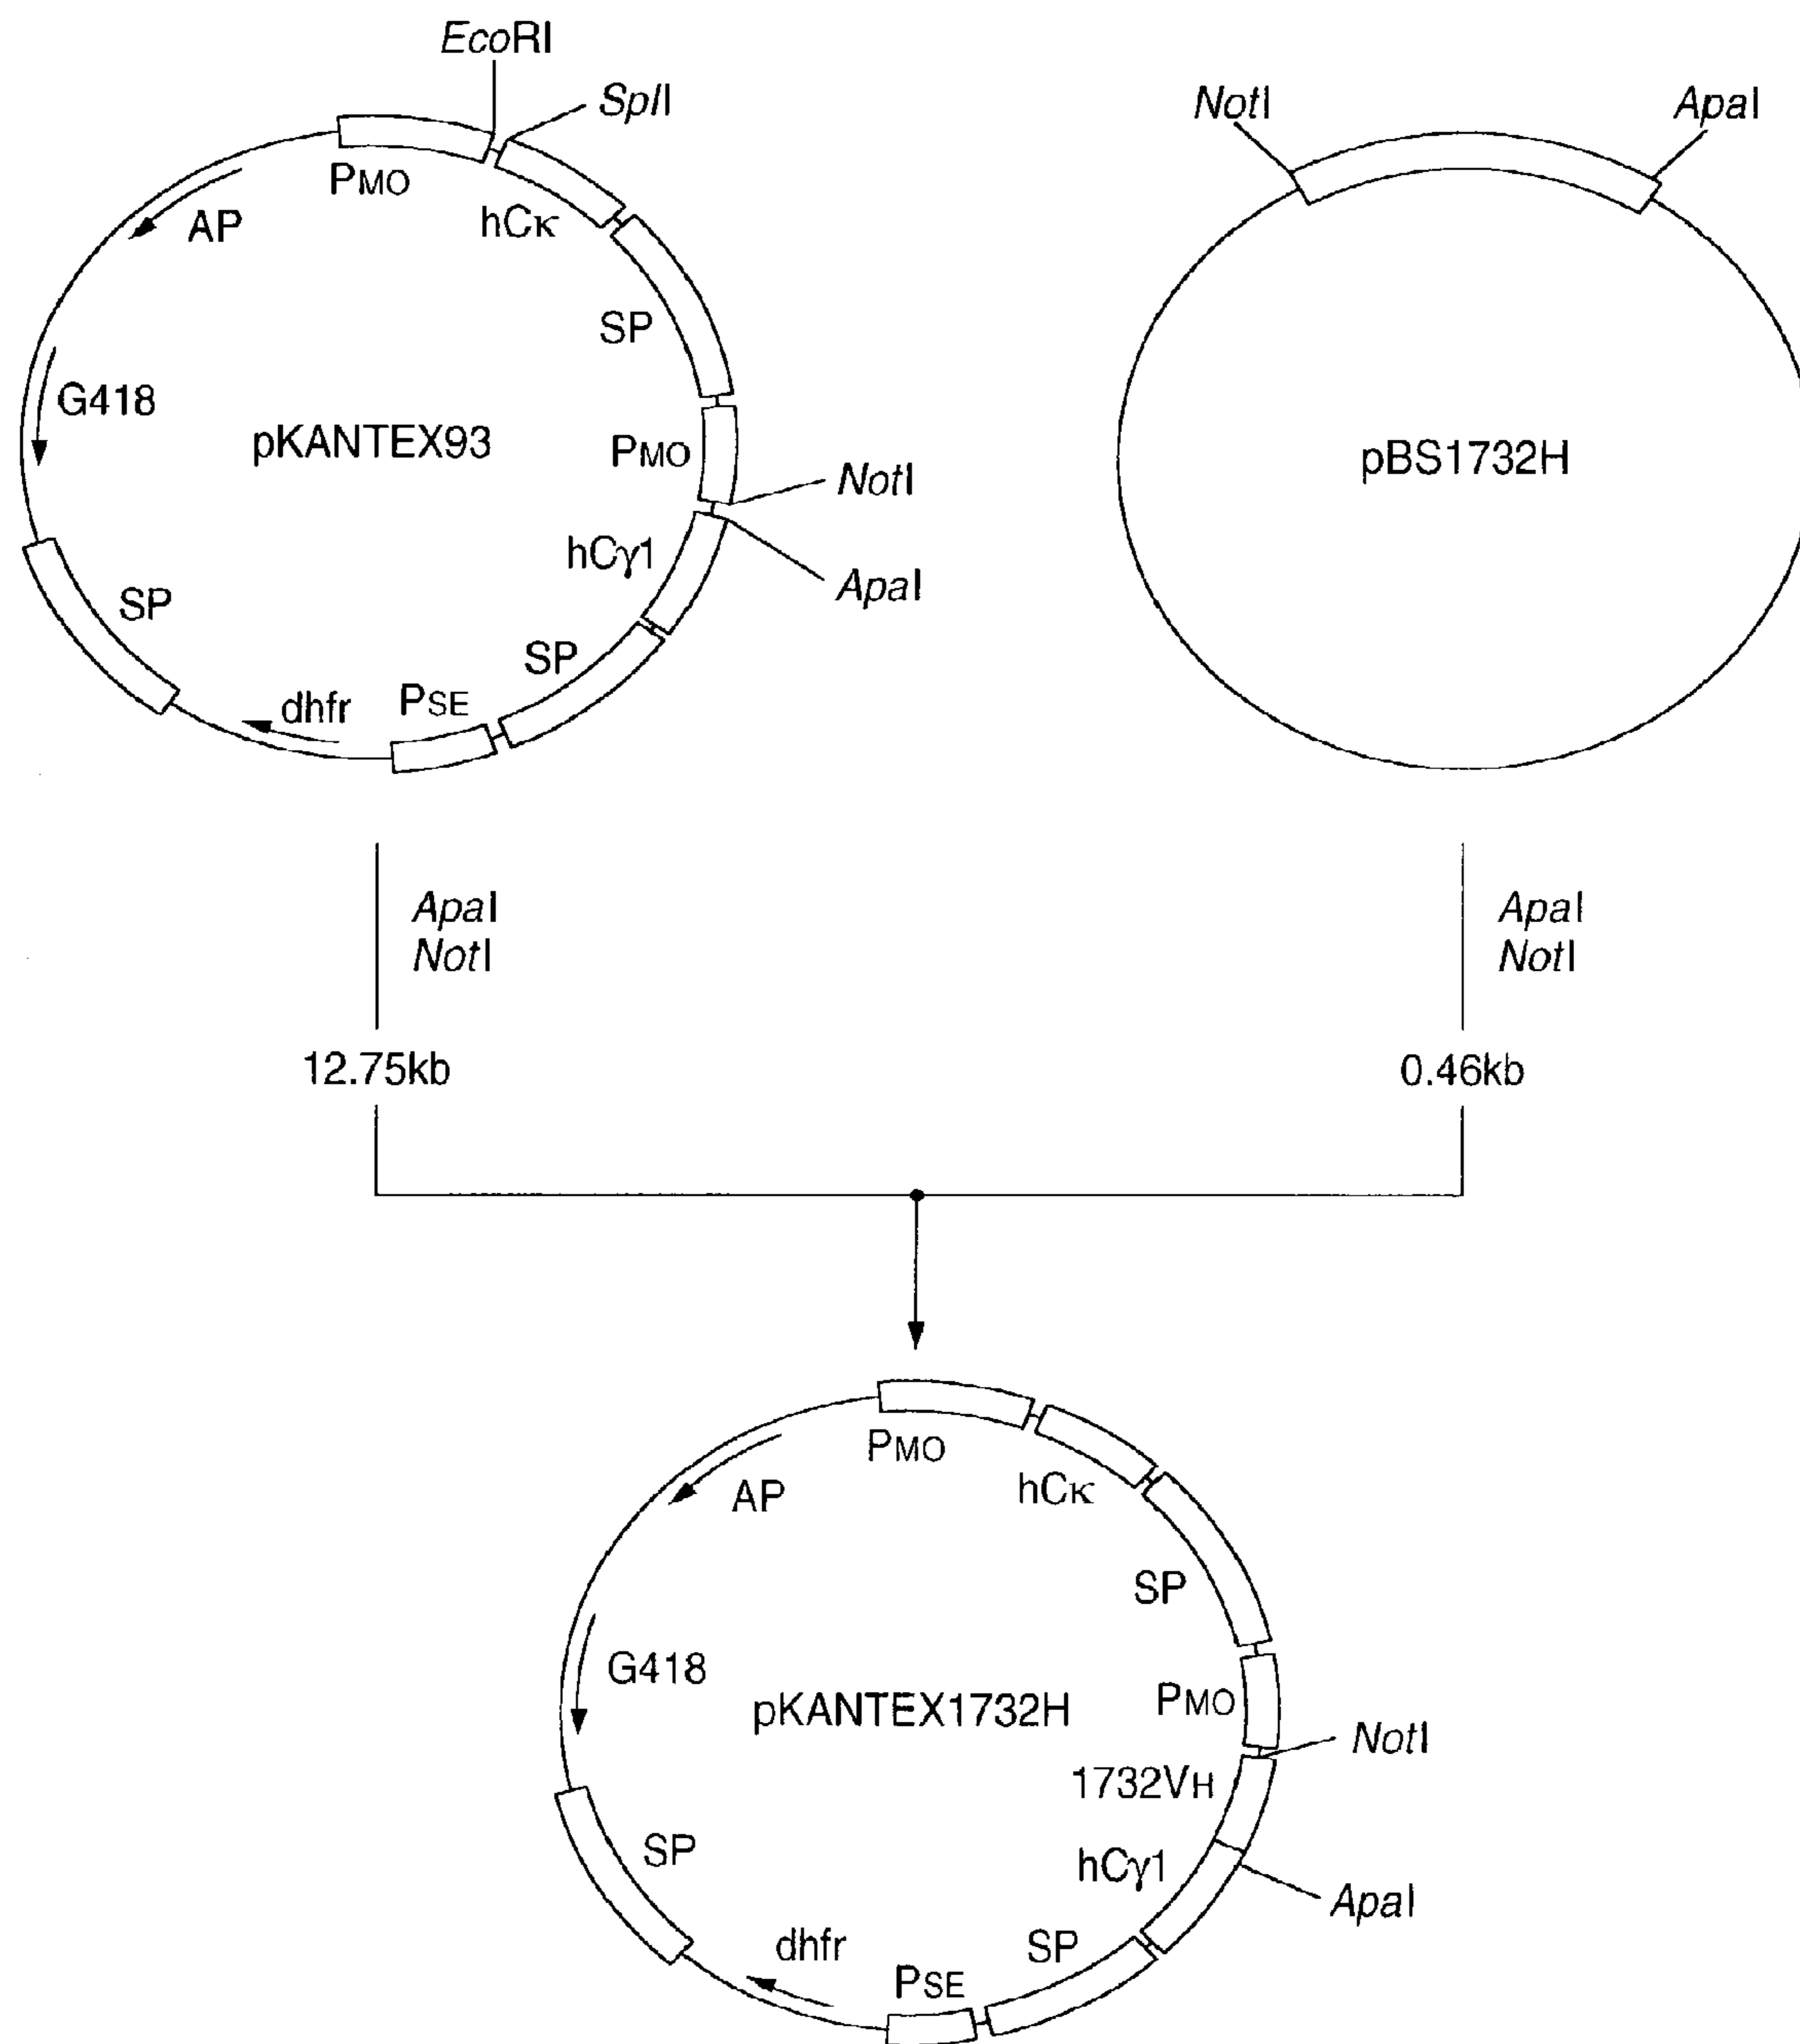 EcoRI
SplI
NotI
ApaI
PMO
hCκ
AP
SP
G418
pKANTEX93
pBS1732H
PMO
NotI
hCγ1
ApaI
SP
SP
PSE
dhfr
ApaI
NotI
ApaI
NotI
12.75kb
0.46kb
PMO
hCκ
AP
SP
G418
pKANTEX1732H
PMO
NotI
1732VH
hCγ1
ApaI
SP
SP
dhfr
PSE